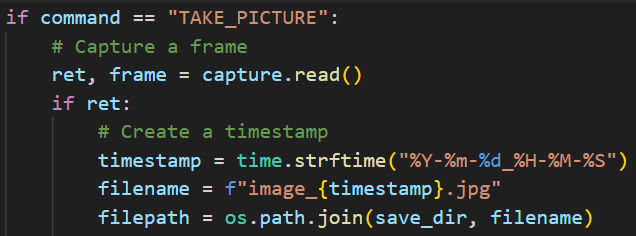 if command == "TAKE_PICTURE":
    # Capture a frame
    ret, frame = capture.read()
    if ret:
        # Create a timestamp
        timestamp = time.strftime("%Y-%m-%d_%H-%M-%S")
        filename = f"image_{timestamp}.jpg"
        filepath = os.path.join(save_dir, filename)